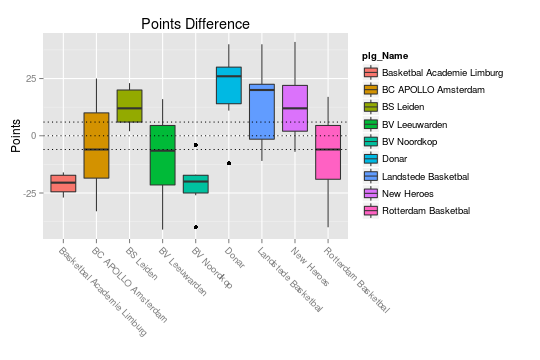 Points Difference
Points
25
0
-25
Basketbal Academie Limburg
BC APOLLO Amsterdam
BS Leiden
BV Leeuwarden
BV Noordkop
Donar
Landstede Basketbal
New Heroes
Rotterdam Basketbal
plg_Name
Basketbal Academie Limburg
BC APOLLO Amsterdam
BS Leiden
BV Leeuwarden
BV Noordkop
Donar
Landstede Basketbal
New Heroes
Rotterdam Basketbal